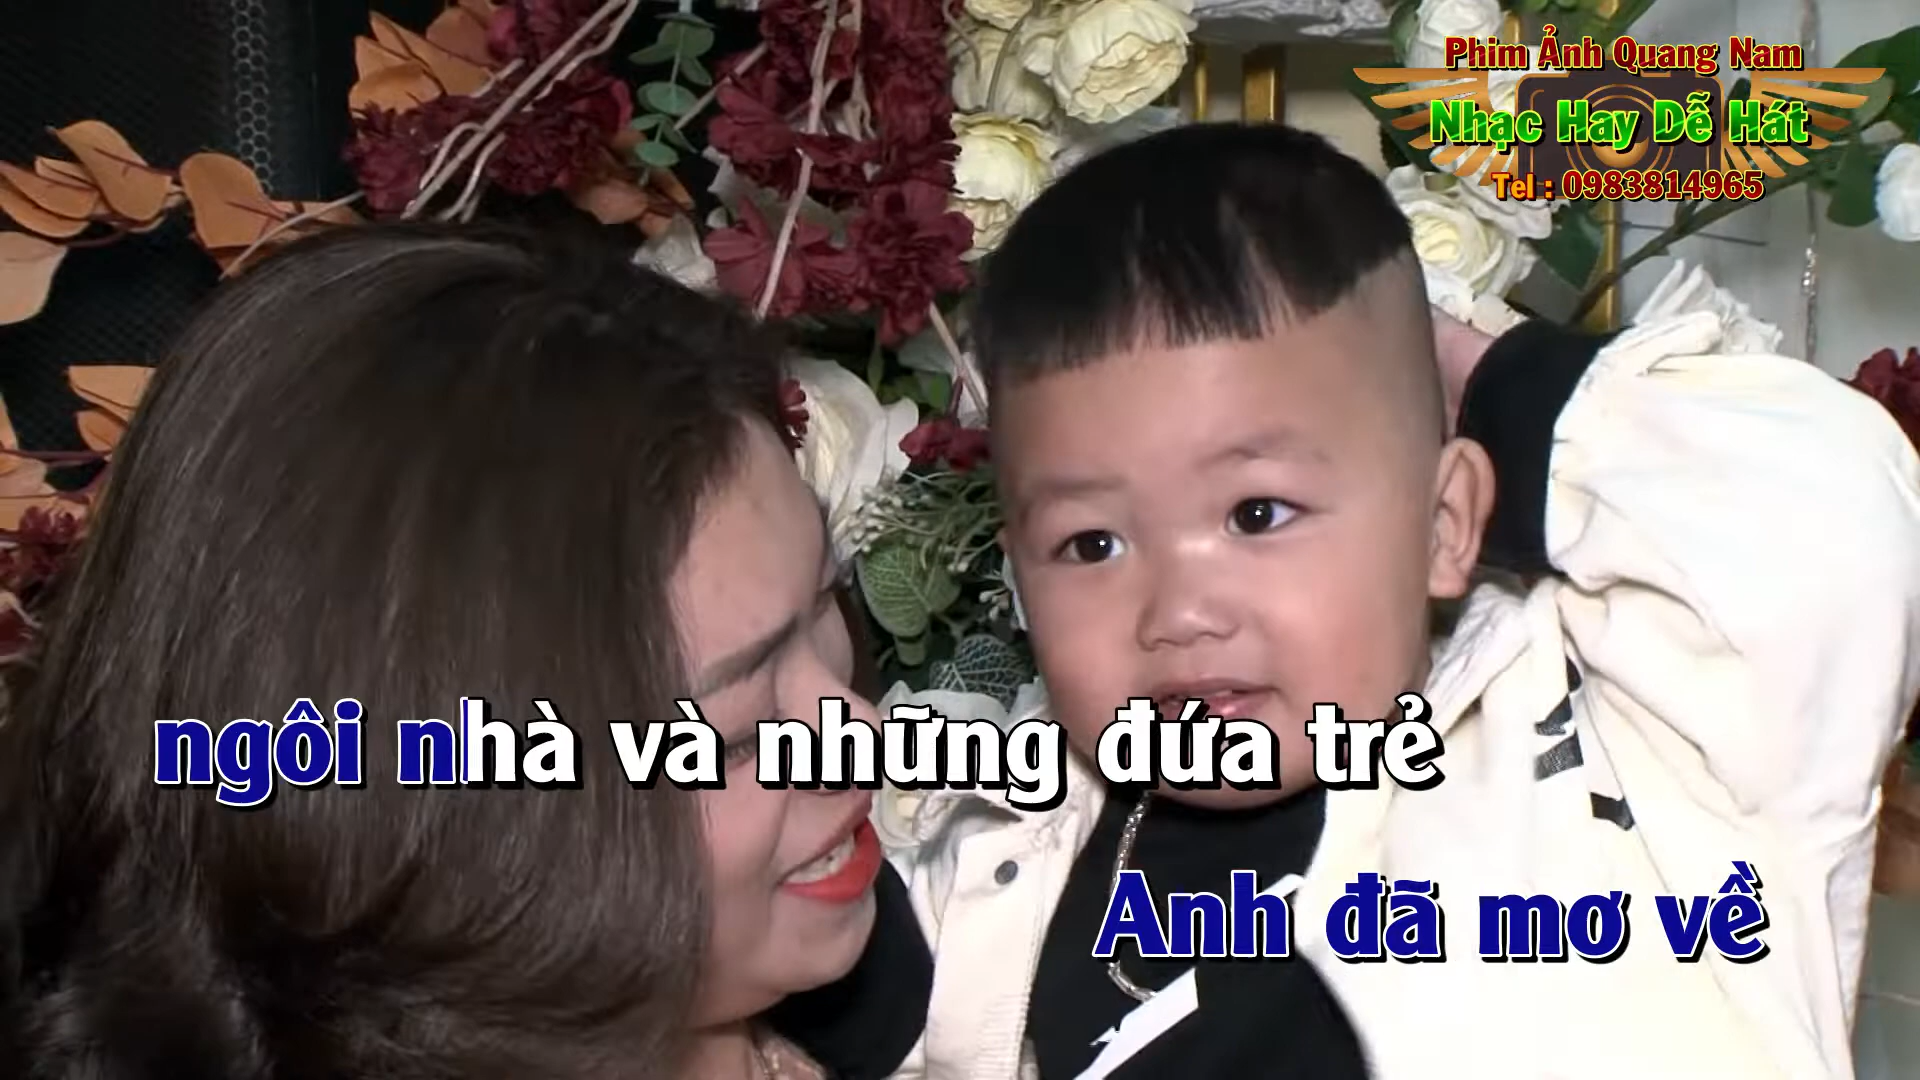 Phim Ảnh Quang Nam
Nhạc Hay Dễ Hát
Tel : 0983814965
ngôi nhà và những đứa trẻ
Anh đã mơ về